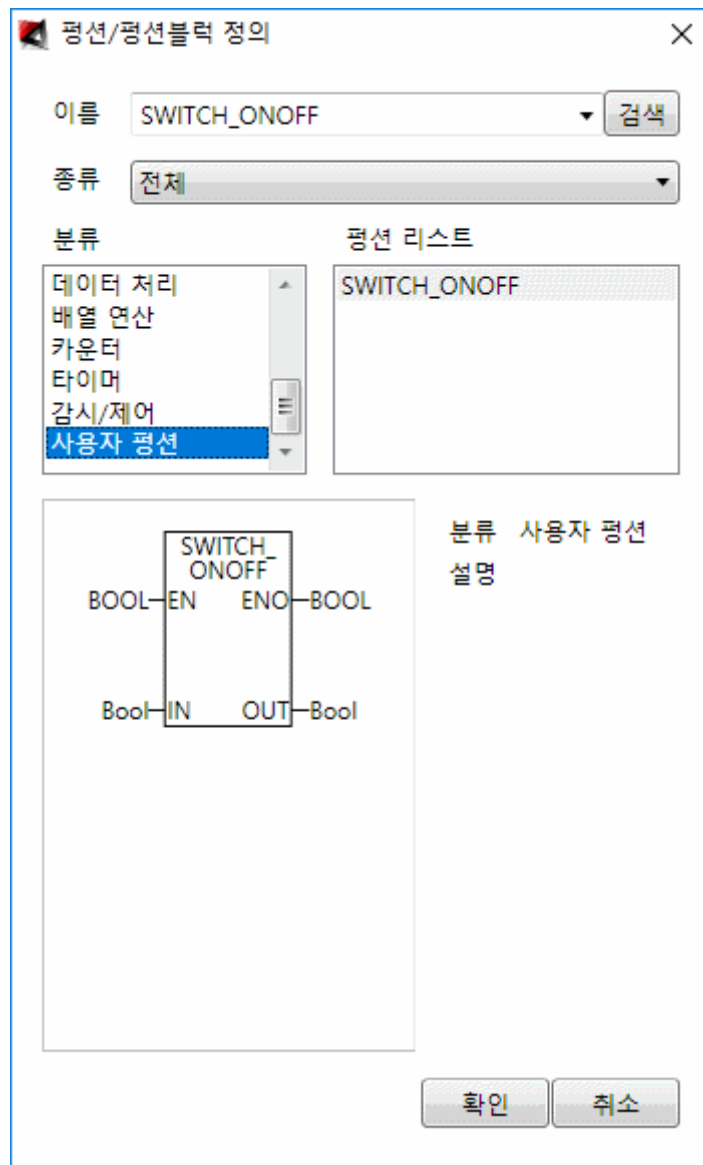 펑션/펑션블럭 정의
이름 SWITCH_ONOFF 검색
종류 전체
분류 펑션 리스트
데이터 처리
배열 연산
카운터
타이머
감시/제어
사용자 펑션
SWITCH_ONOFF
SWITCH_
ONOFF
BOOL EN ENO BOOL
Bool IN OUT Bool
분류 사용자 펑션
설명
확인 취소